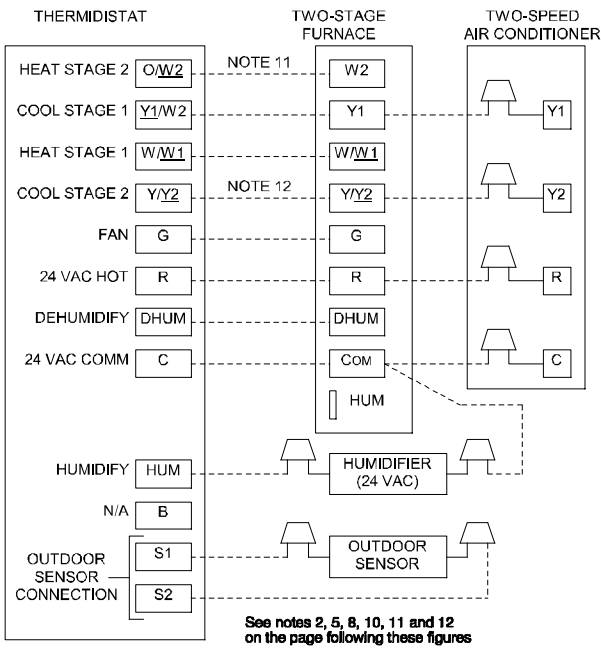 THERMIDISTAT
TWO-STAGE
FURNACE
TWO-SPEED
AIR CONDITIONER
HEAT STAGE 2 O/W2 NOTE 11 W2
COOL STAGE 1 Y1/W2 Y1 Y1
HEAT STAGE 1 W/W1 W/W1
COOL STAGE 2 Y/Y2 NOTE 12 Y/Y2 Y2
FAN G G
24 VAC HOT R R R
DEHUMIDIFY DHUM DHUM
24 VAC COMM C COM C
HUM
HUMIDIFY HUM
HUMIDIFIER
(24 VAC)
N/A B
OUTDOOR
SENSOR
CONNECTION
S1
S2
OUTDOOR
SENSOR
See notes 2, 5, 8, 10, 11 and 12
on the page following these figures